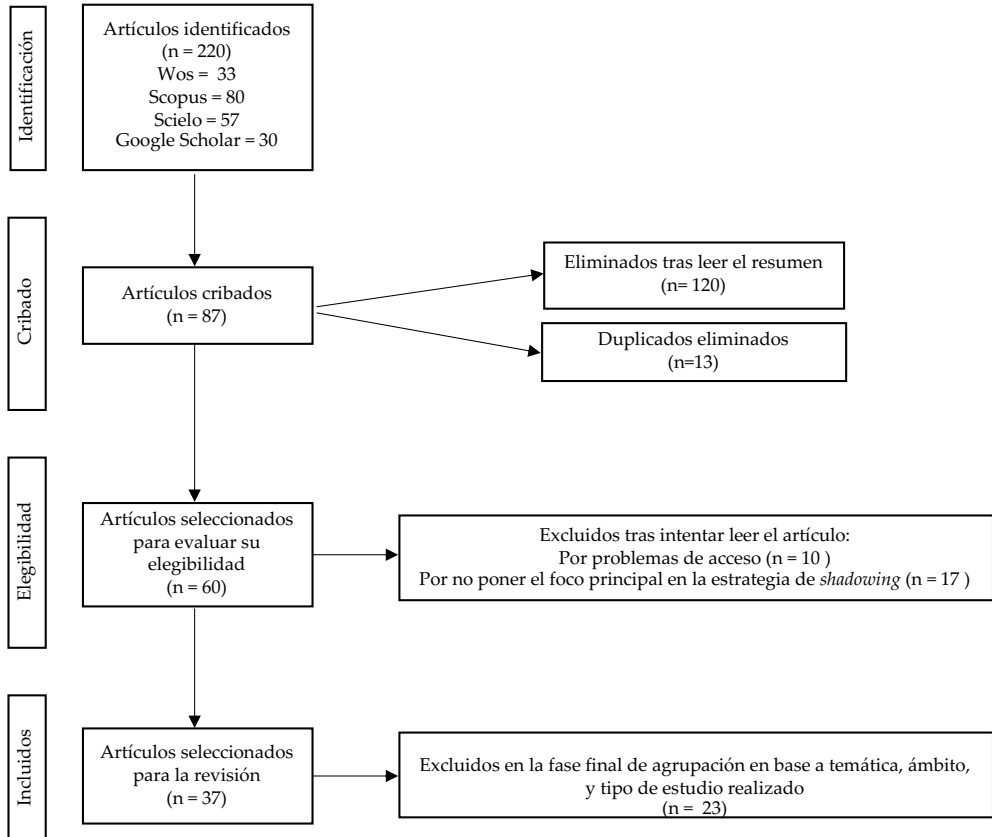 Identificación
Artículos identificados
(n = 220)
Wos = 33
Scopus = 80
Scielo = 57
Google Scholar = 30
Cribado
Artículos cribados
(n = 87)
Eliminados tras leer el resumen
(n= 120)
Duplicados eliminados
(n=13)
Elegibilidad
Artículos seleccionados
para evaluar su
elegibilidad
(n = 60)
Excluidos tras intentar leer el artículo:
Por problemas de acceso (n = 10 )
Por no poner el foco principal en la estrategia de shadowing (n = 17 )
Incluidos
Artículos seleccionados
para la revisión
(n = 37)
Excluidos en la fase final de agrupación en base a temática, ámbito,
y tipo de estudio realizado
(n = 23)